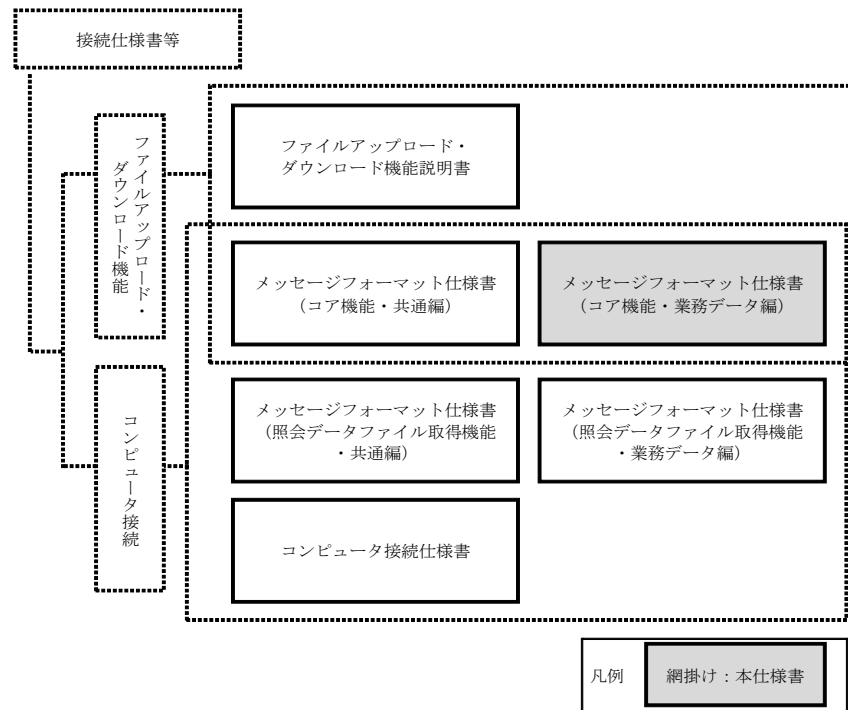 接続仕様書等
ファイルアップロード・
ダウンロード機能
ファイルアップロード・
ダウンロード機能説明書
メッセージフォーマット仕様書
（コア機能・共通編）
メッセージフォーマット仕様書
（コア機能・業務データ編）
コンピュータ接続
メッセージフォーマット仕様書
（照会データファイル取得機能
・共通編）
メッセージフォーマット仕様書
（照会データファイル取得機能
・業務データ編）
コンピュータ接続仕様書
凡例
網掛け：本仕様書